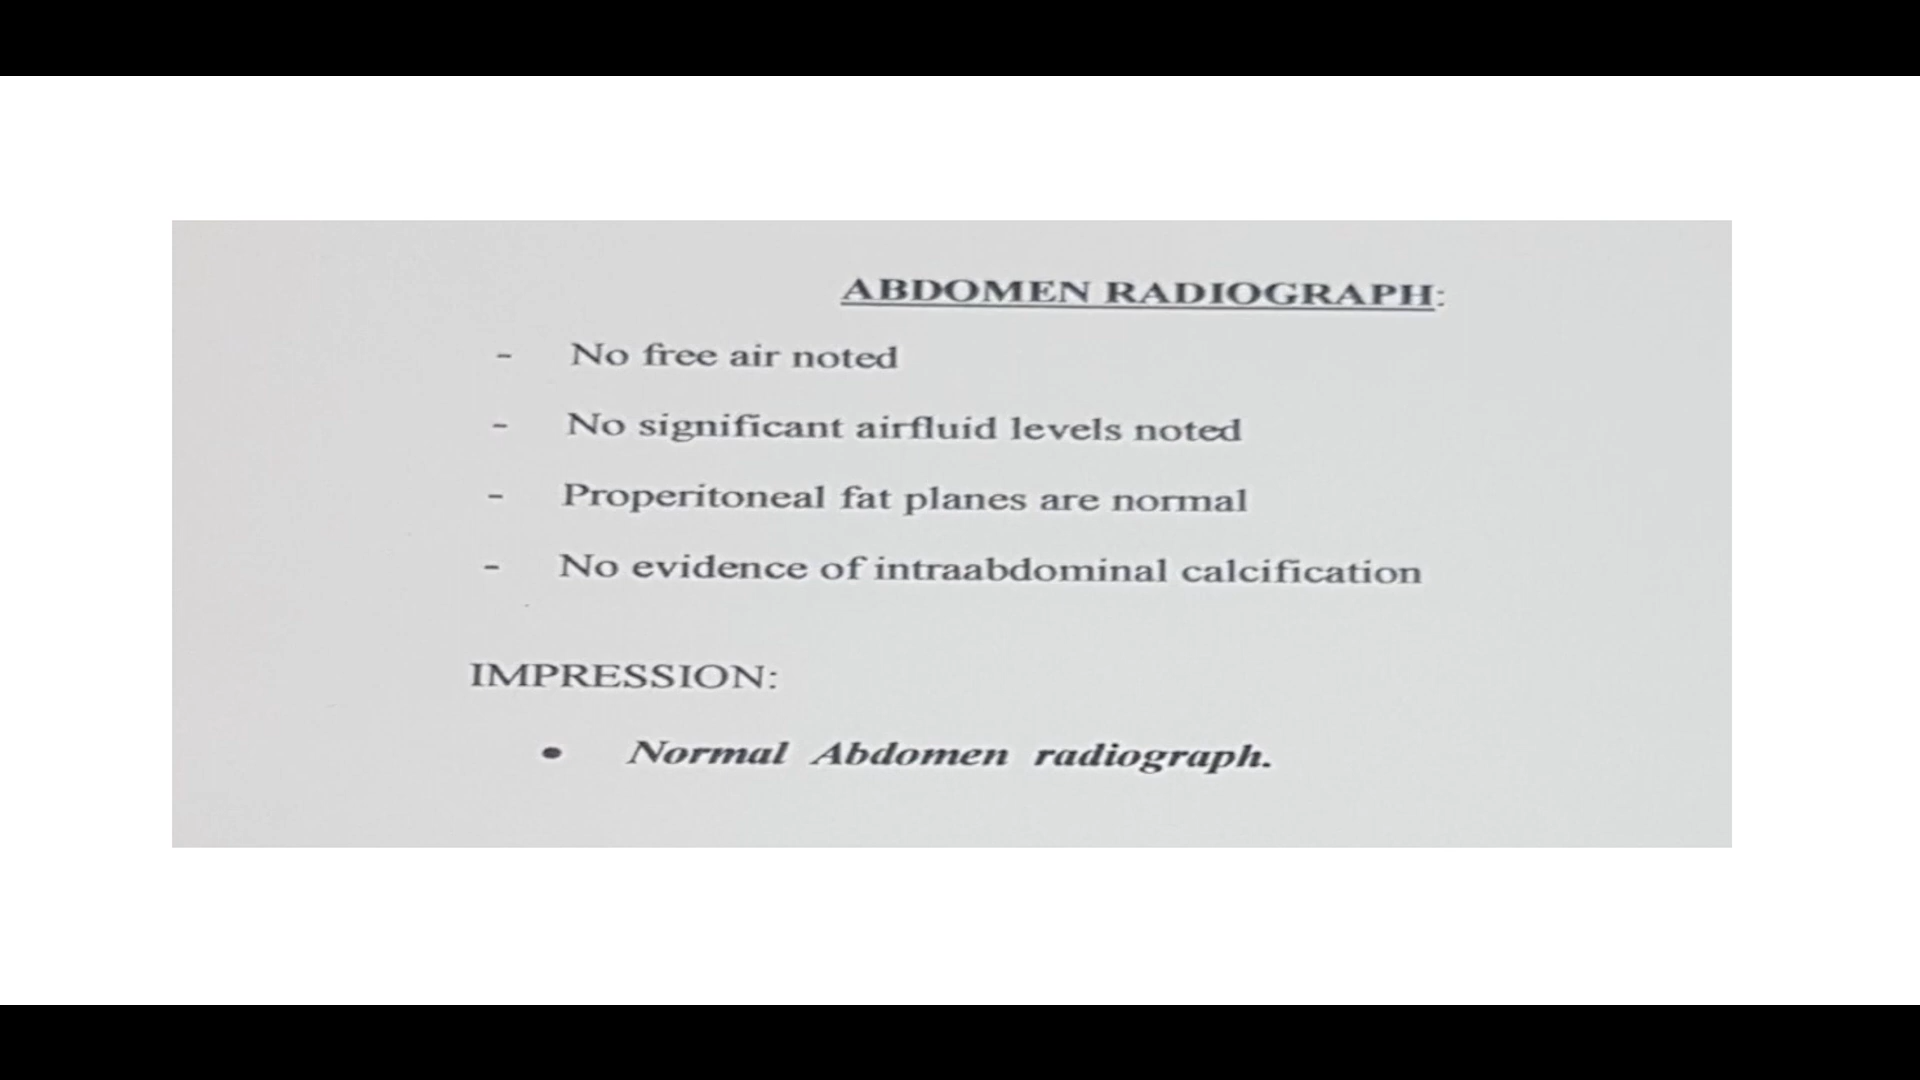 ABDOMEN RADIOGRAPH:
- No free air noted
- No significant airfluid levels noted
- Properitoneal fat planes are normal
- No evidence of intraabdominal calcification
IMPRESSION:
• Normal Abdomen radiograph.